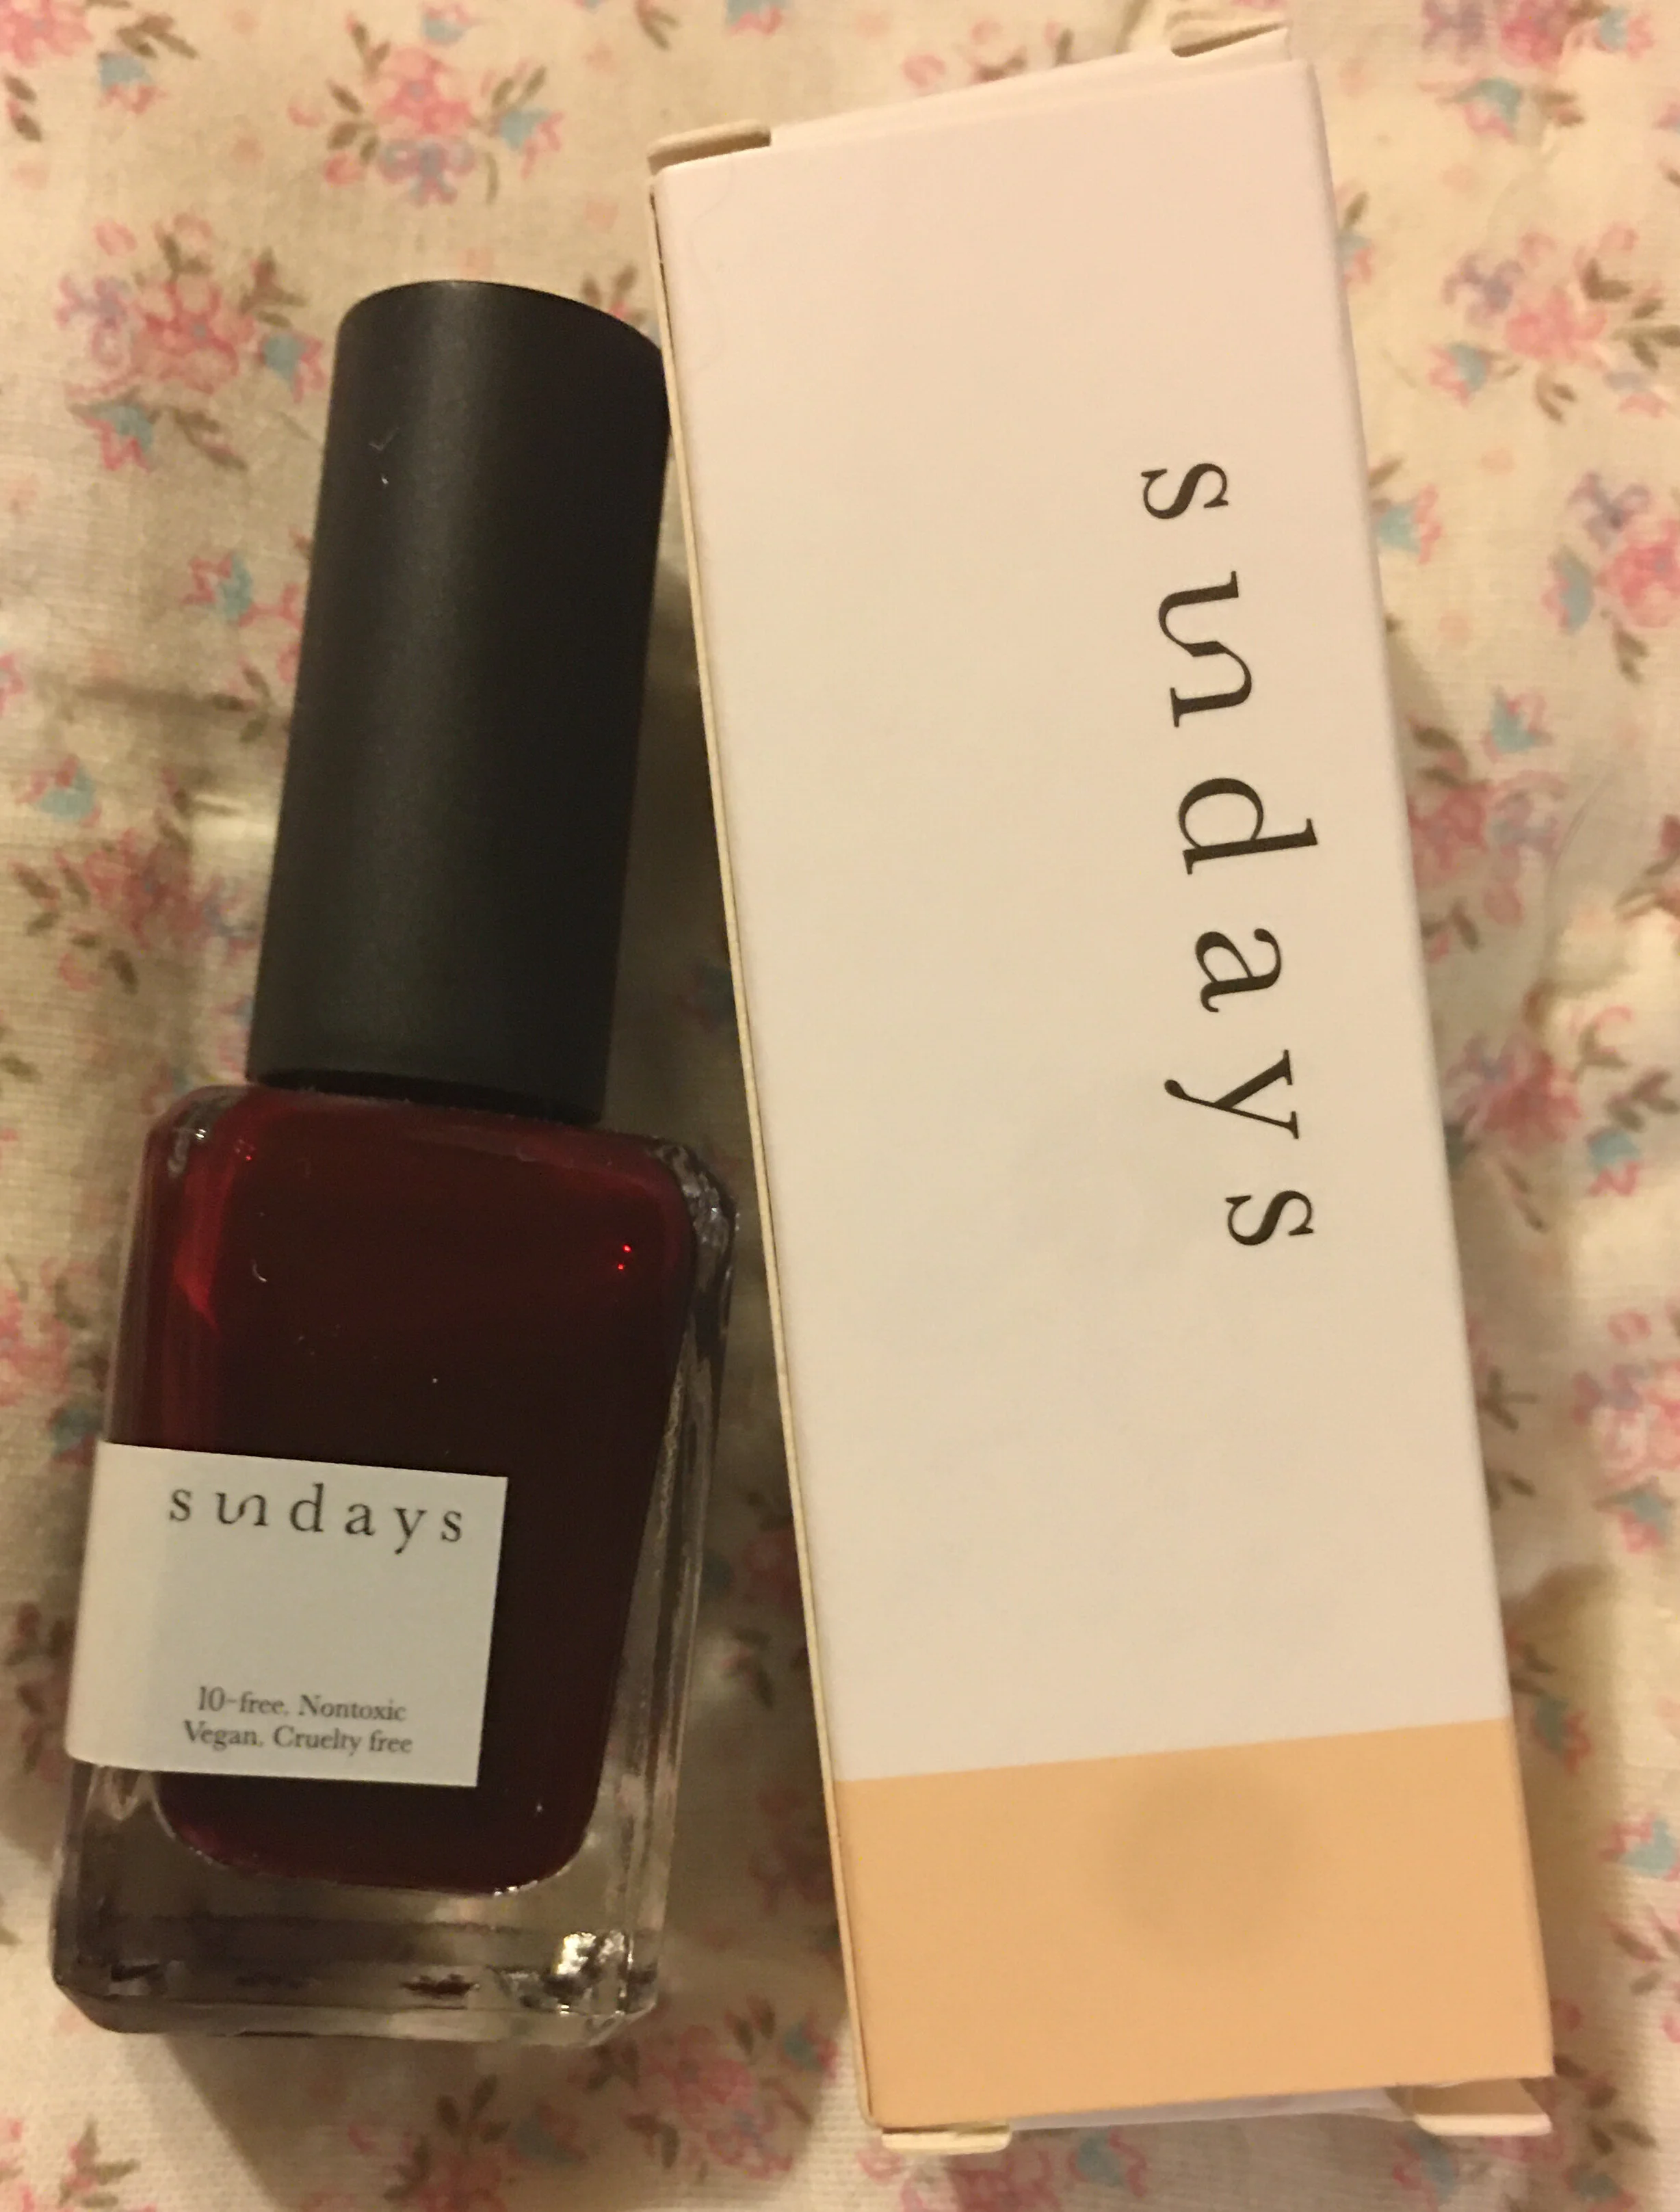 sundays
10-free. Nontoxic
Vegan. Cruelty free
sundays